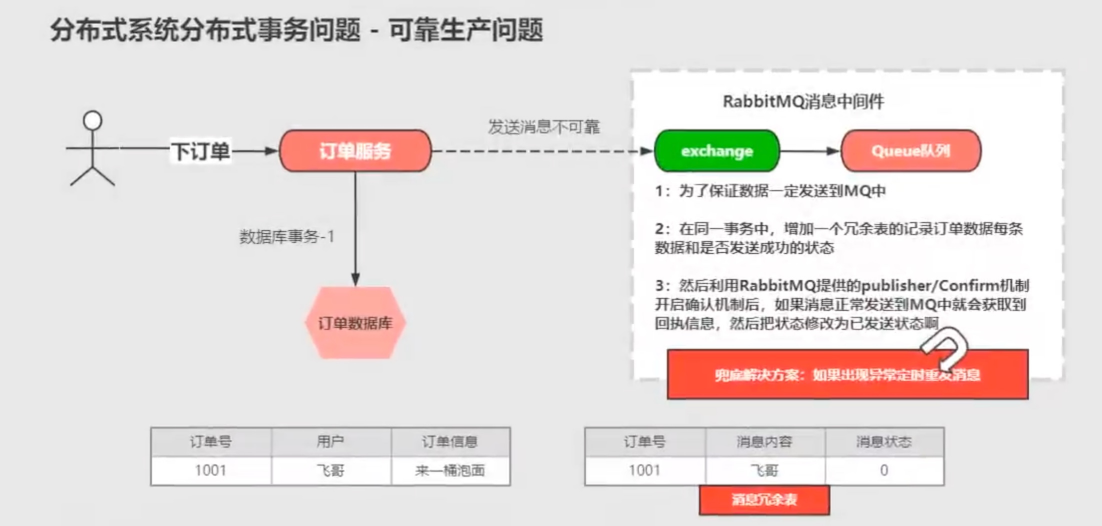 分布式系统分布式事务问题 - 可靠生产问题
RabbitMQ消息中间件
发送消息不可靠
下订单
订单服务
exchange
Queue队列
1：为了保证数据一定发送到MQ中
数据库事务-1
2：在同一事务中，增加一个冗余表的记录订单数据每条
数据和是否发送成功的状态
3：然后利用RabbitMQ提供的publisher/Confirm机制
开启确认机制后，如果消息正常发送到MQ中就会获取到
回执信息，然后把状态修改为已发送状态啊
订单数据库
兜底解决方案：如果出现异常定时重发消息
订单号 用户 订单信息
1001 飞哥 来一桶泡面
订单号 消息内容 消息状态
1001 飞哥 0
消息冗余表